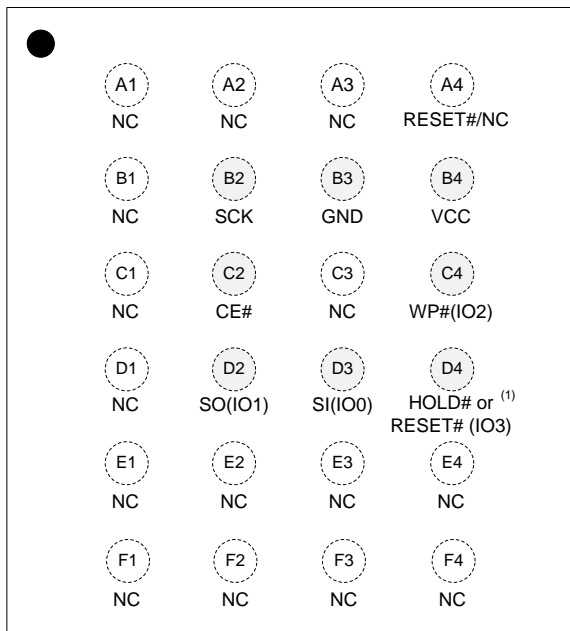 A1 A2 A3 A4
NC NC NC RESET#/NC
B1 B2 B3 B4
NC SCK GND VCC
C1 C2 C3 C4
NC CE# NC WP#(IO2)
D1 D2 D3 D4
NC SO(IO1) SI(IO0) HOLD# or (1)
RESET# (IO3)
E1 E2 E3 E4
NC NC NC NC
F1 F2 F3 F4
NC NC NC NC